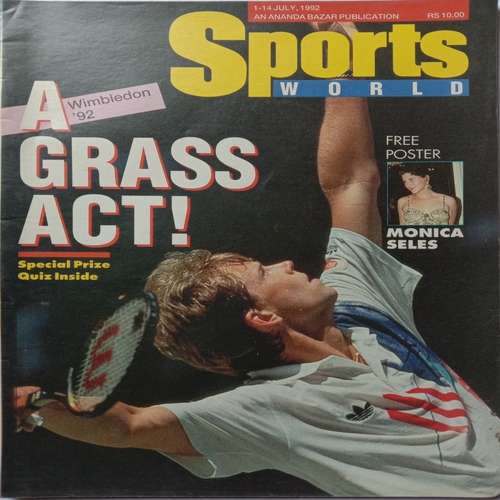 1-14 JULY, 1992
AN ANANDA BAZAR PUBLICATION
RS 10.00
Sports
WORLD
Wimbledon
'92
A
GRASS
ACT!
Special Prize
Quiz Inside
FREE
POSTER
MONICA
SELES
adidas
W